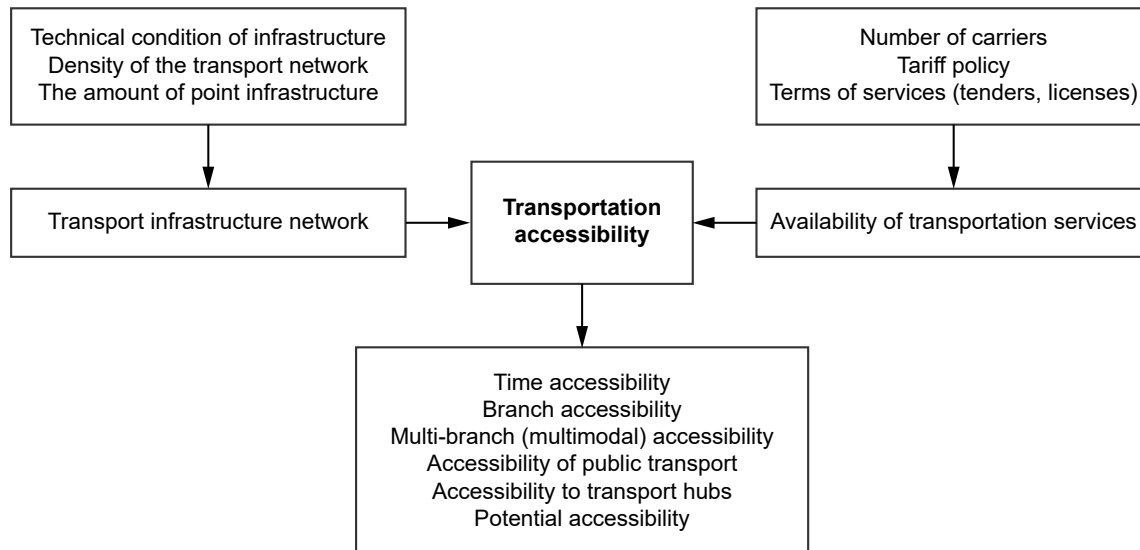 Technical condition of infrastructure
Density of the transport network
The amount of point infrastructure
Number of carriers
Tariff policy
Terms of services (tenders, licenses)
Transport infrastructure network
Transportation
accessibility
Availability of transportation services
Time accessibility
Branch accessibility
Multi-branch (multimodal) accessibility
Accessibility of public transport
Accessibility to transport hubs
Potential accessibility